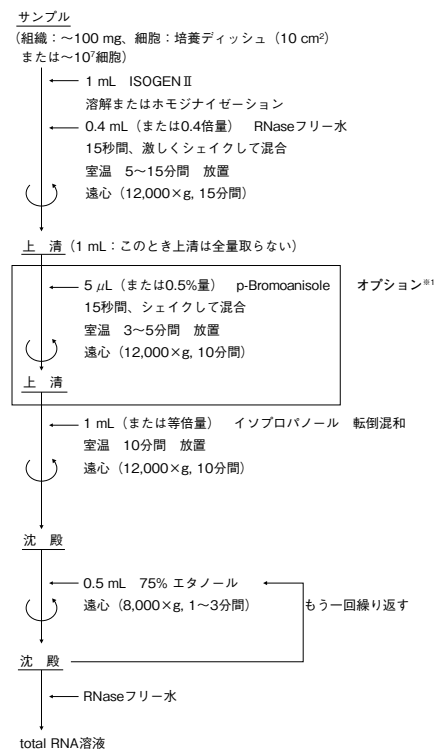 サンプル
（組織：～100 mg、細胞：培養ディッシュ（10 cm²）
または～10⁷細胞）
1 mL ISOGENⅡ
溶解またはホモジナイゼーション
0.4 mL（または0.4倍量） RNaseフリー水
15秒間、激しくシェイクして混合
室温 5～15分間 放置
遠心（12,000×g, 15分間）
上 清（1 mL：このとき上清は全量取らない）
5 μL（または0.5%量） p-Bromoanisole オプション※1
15秒間、シェイクして混合
室温 3～5分間 放置
遠心（12,000×g, 10分間）
上 清
1 mL（または等倍量） イソプロパノール 転倒混和
室温 10分間 放置
遠心（12,000×g, 10分間）
沈 殿
0.5 mL 75% エタノール
遠心（8,000×g, 1～3分間） もう一回繰り返す
沈 殿
RNaseフリー水
total RNA溶液